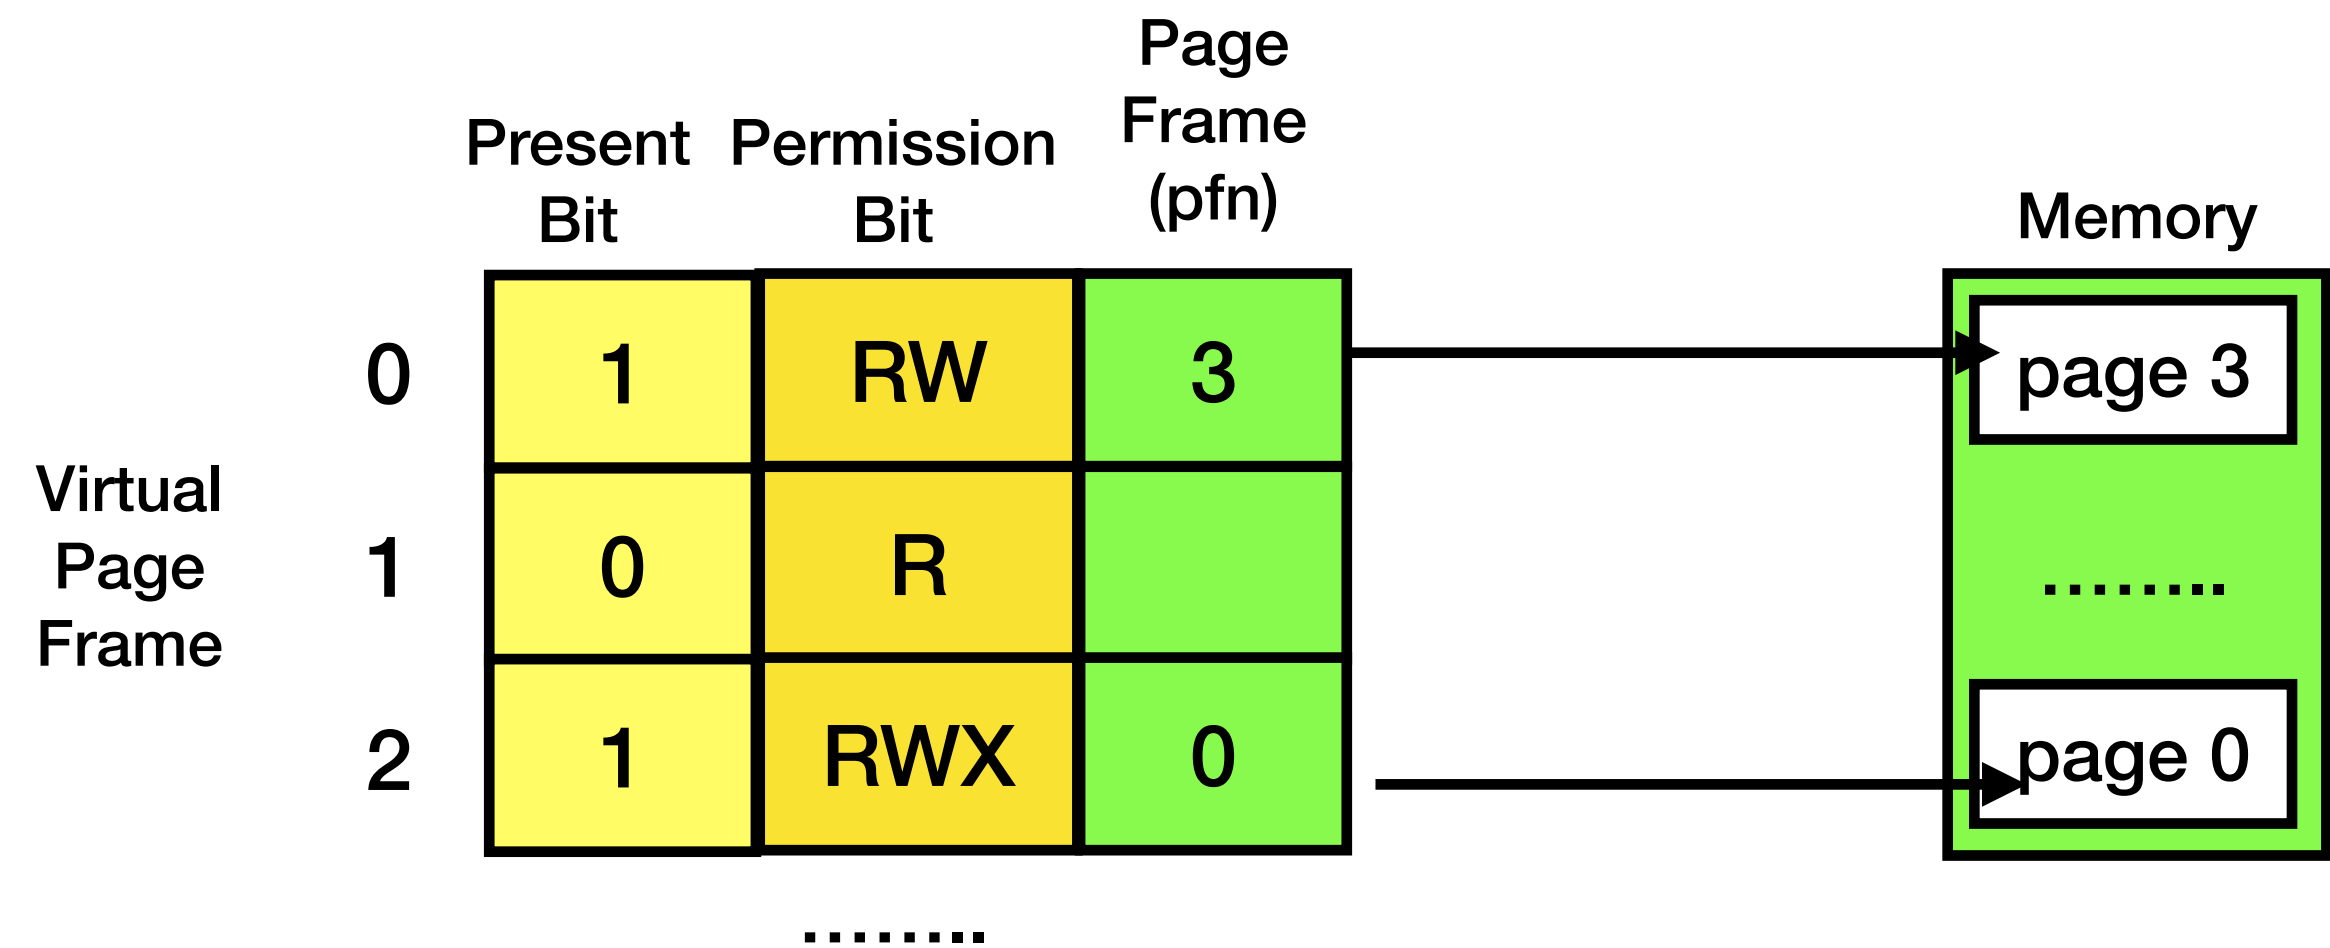 Page
Frame
(pfn)
Present Permission
Bit Bit
Memory
0 1 RW 3 page 3
Virtual
Page
Frame
1 0 R ........
2 1 RWX 0 page 0
........